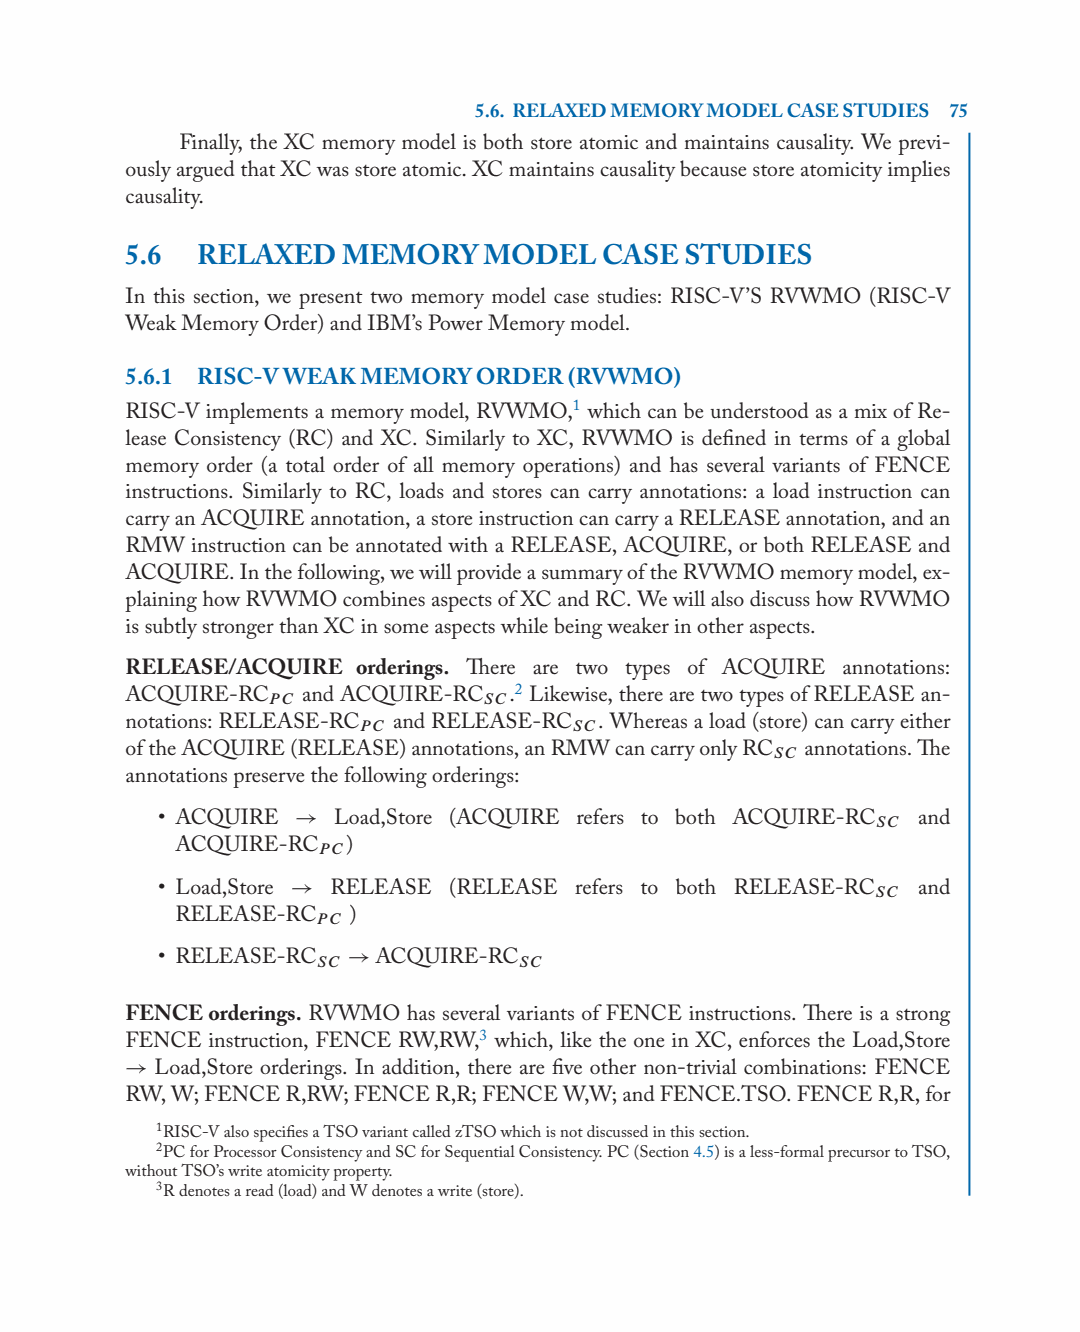 5.6. RELAXED MEMORY MODEL CASE STUDIES 75
Finally, the XC memory model is both store atomic and maintains causality. We previ-
ously argued that XC was store atomic. XC maintains causality because store atomicity implies
causality.
5.6 RELAXED MEMORY MODEL CASE STUDIES
In this section, we present two memory model case studies: RISC-V’S RVWMO (RISC-V
Weak Memory Order) and IBM’s Power Memory model.
5.6.1 RISC-V WEAK MEMORY ORDER (RVWMO)
RISC-V implements a memory model, RVWMO,1 which can be understood as a mix of Re-
lease Consistency (RC) and XC. Similarly to XC, RVWMO is defined in terms of a global
memory order (a total order of all memory operations) and has several variants of FENCE
instructions. Similarly to RC, loads and stores can carry annotations: a load instruction can
carry an ACQUIRE annotation, a store instruction can carry a RELEASE annotation, and an
RMW instruction can be annotated with a RELEASE, ACQUIRE, or both RELEASE and
ACQUIRE. In the following, we will provide a summary of the RVWMO memory model, ex-
plaining how RVWMO combines aspects of XC and RC. We will also discuss how RVWMO
is subtly stronger than XC in some aspects while being weaker in other aspects.
RELEASE/ACQUIRE orderings. There are two types of ACQUIRE annotations:
ACQUIRE-RCPC and ACQUIRE-RCSC.2 Likewise, there are two types of RELEASE an-
notations: RELEASE-RCPC and RELEASE-RCSC. Whereas a load (store) can carry either
of the ACQUIRE (RELEASE) annotations, an RMW can carry only RCSC annotations. The
annotations preserve the following orderings:
• ACQUIRE → Load,Store (ACQUIRE refers to both ACQUIRE-RCSC and
ACQUIRE-RCPC)
• Load,Store → RELEASE (RELEASE refers to both RELEASE-RCSC and
RELEASE-RCPC )
• RELEASE-RCSC → ACQUIRE-RCSC
FENCE orderings. RVWMO has several variants of FENCE instructions. There is a strong
FENCE instruction, FENCE RW,RW,3 which, like the one in XC, enforces the Load,Store
→ Load,Store orderings. In addition, there are five other non-trivial combinations: FENCE
RW, W; FENCE R,RW; FENCE R,R; FENCE W,W; and FENCE.TSO. FENCE R,R, for
1RISC-V also specifies a TSO variant called zTSO which is not discussed in this section.
2PC for Processor Consistency and SC for Sequential Consistency. PC (Section 4.5) is a less-formal precursor to TSO,
without TSO’s write atomicity property.
3R denotes a read (load) and W denotes a write (store).